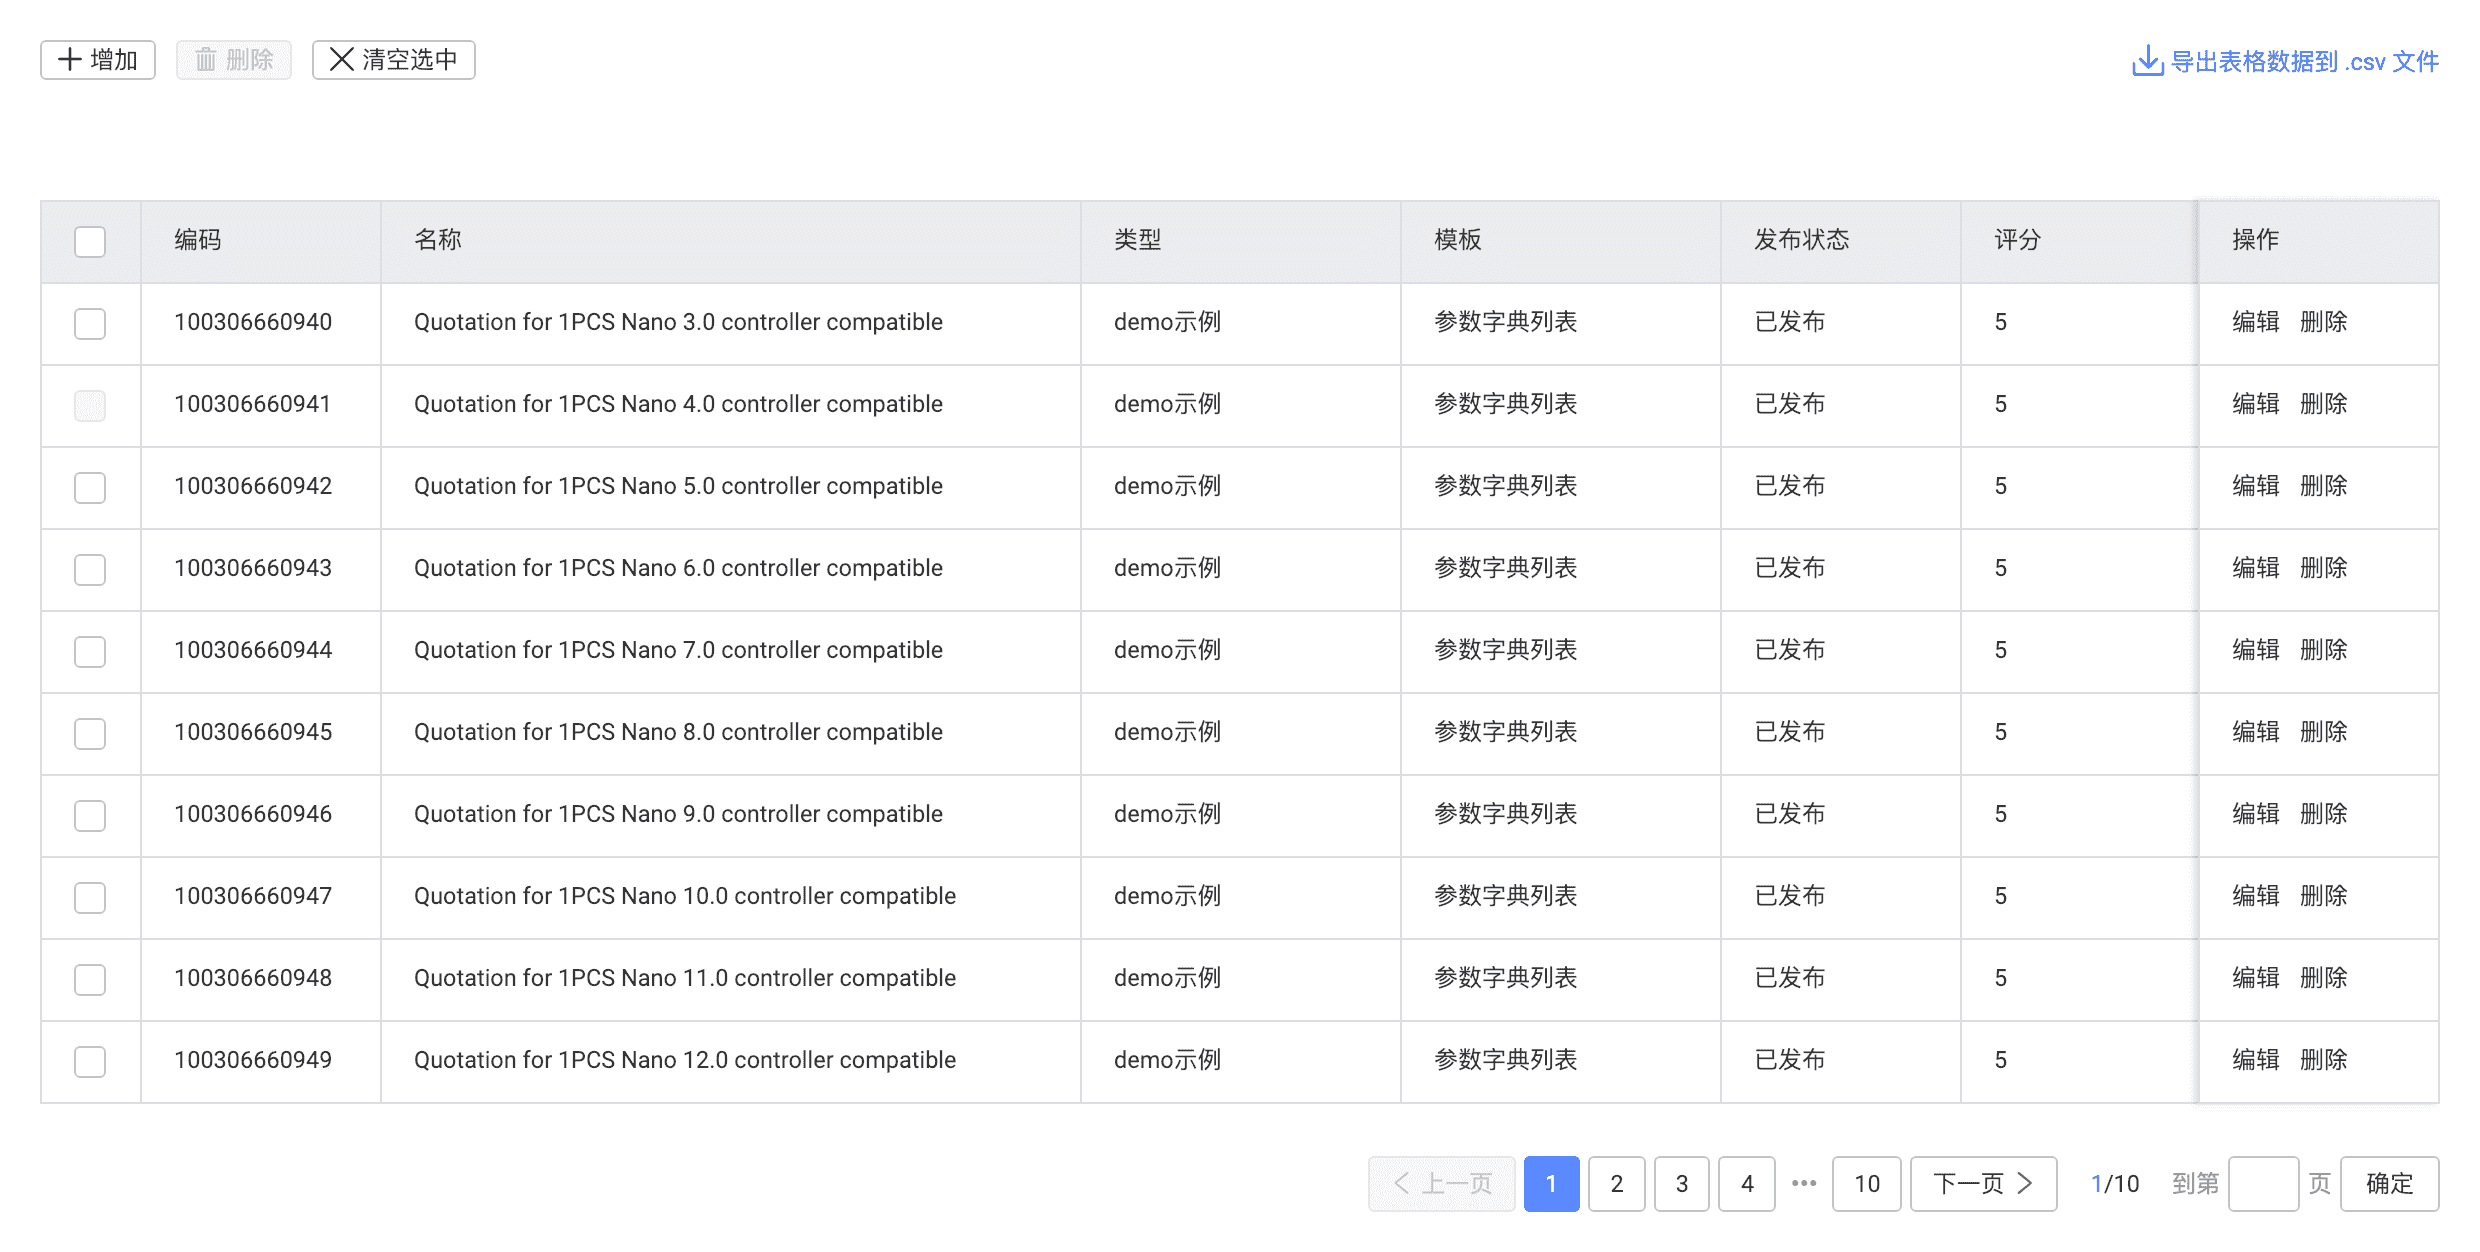 增加 删除 清空选中 导出表格数据到 .csv 文件
编码 名称 类型 模板 发布状态 评分 操作
100306660940 Quotation for 1PCS Nano 3.0 controller compatible demo示例 参数字典列表 已发布 5 编辑 删除
100306660941 Quotation for 1PCS Nano 4.0 controller compatible demo示例 参数字典列表 已发布 5 编辑 删除
100306660942 Quotation for 1PCS Nano 5.0 controller compatible demo示例 参数字典列表 已发布 5 编辑 删除
100306660943 Quotation for 1PCS Nano 6.0 controller compatible demo示例 参数字典列表 已发布 5 编辑 删除
100306660944 Quotation for 1PCS Nano 7.0 controller compatible demo示例 参数字典列表 已发布 5 编辑 删除
100306660945 Quotation for 1PCS Nano 8.0 controller compatible demo示例 参数字典列表 已发布 5 编辑 删除
100306660946 Quotation for 1PCS Nano 9.0 controller compatible demo示例 参数字典列表 已发布 5 编辑 删除
100306660947 Quotation for 1PCS Nano 10.0 controller compatible demo示例 参数字典列表 已发布 5 编辑 删除
100306660948 Quotation for 1PCS Nano 11.0 controller compatible demo示例 参数字典列表 已发布 5 编辑 删除
100306660949 Quotation for 1PCS Nano 12.0 controller compatible demo示例 参数字典列表 已发布 5 编辑 删除
上一页 1 2 3 4 ••• 10 下一页 1/10 到第 页 确定